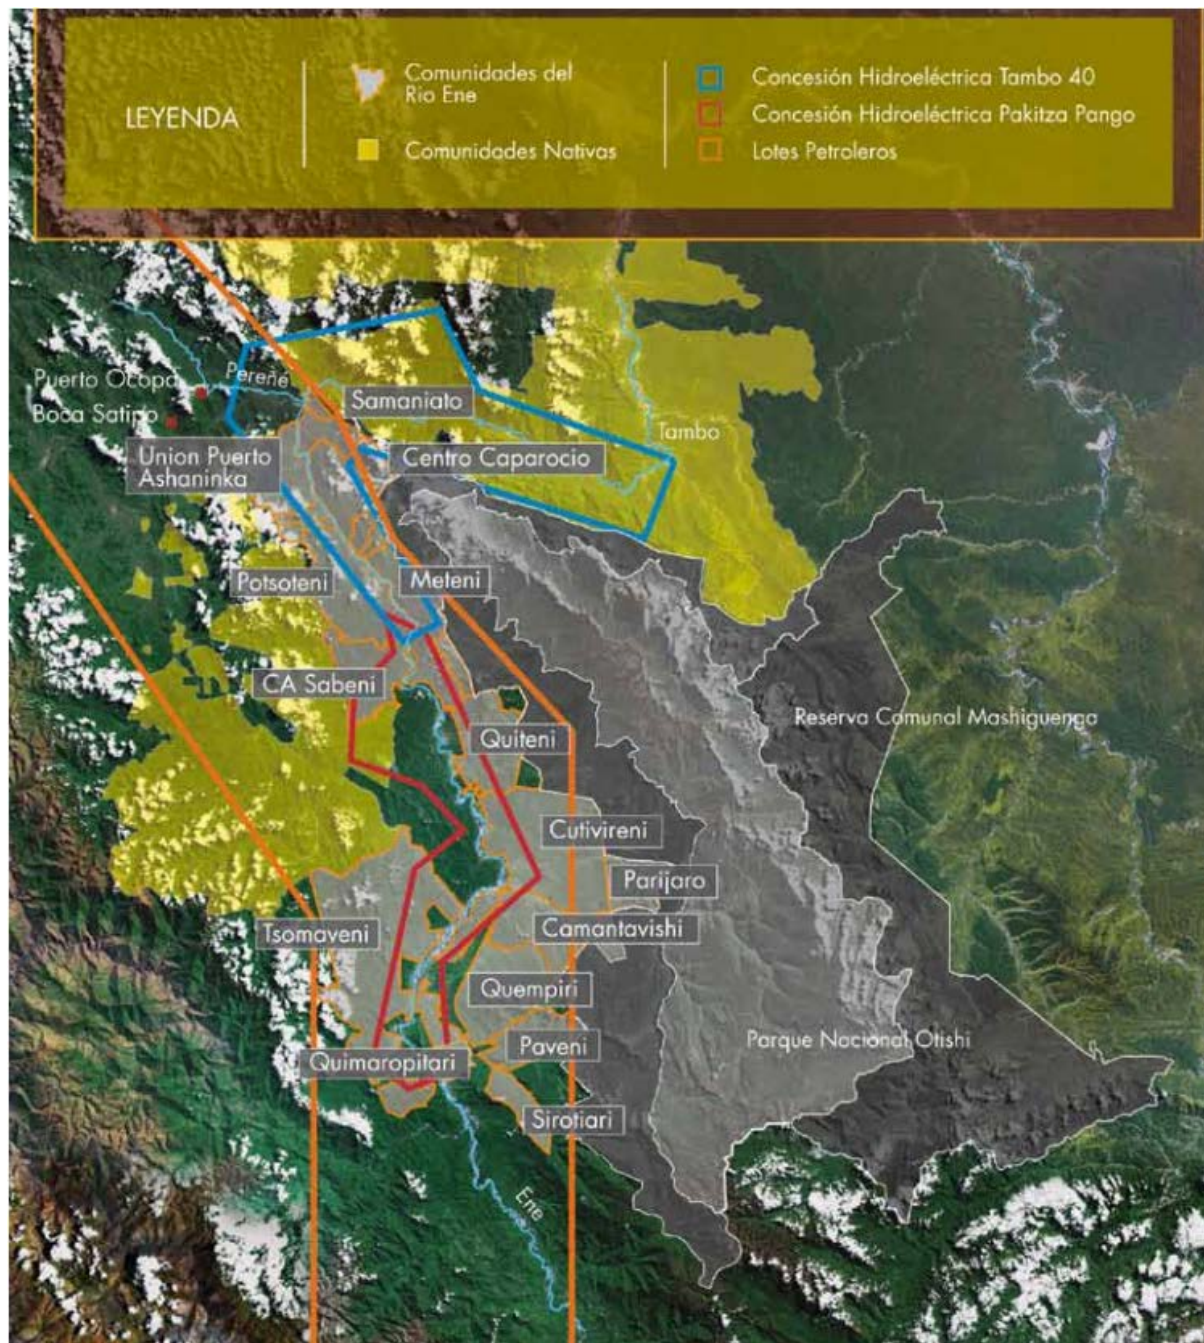 LEYENDA
Comunidades del
Rio Ene
Comunidades Nativas
Concesión Hidroeléctrica Tambo 40
Concesión Hidroeléctrica Pakitza Pango
Lotes Petroleros
Pereñe
Puerto Ocopa
Boca Satipo
Samaniato
Tambo
Union Puerto
Ashaninka
Centro Caparocio
Potsoteni
Meteni
CA Sabeni
Reserva Comunal Mashiguenga
Quiteni
Cutivireni
Parijaro
Tsomaveni
Camantavishi
Quempiri
Parque Nacional Otishi
Paveni
Quimaropitari
Sirotiari
Ene